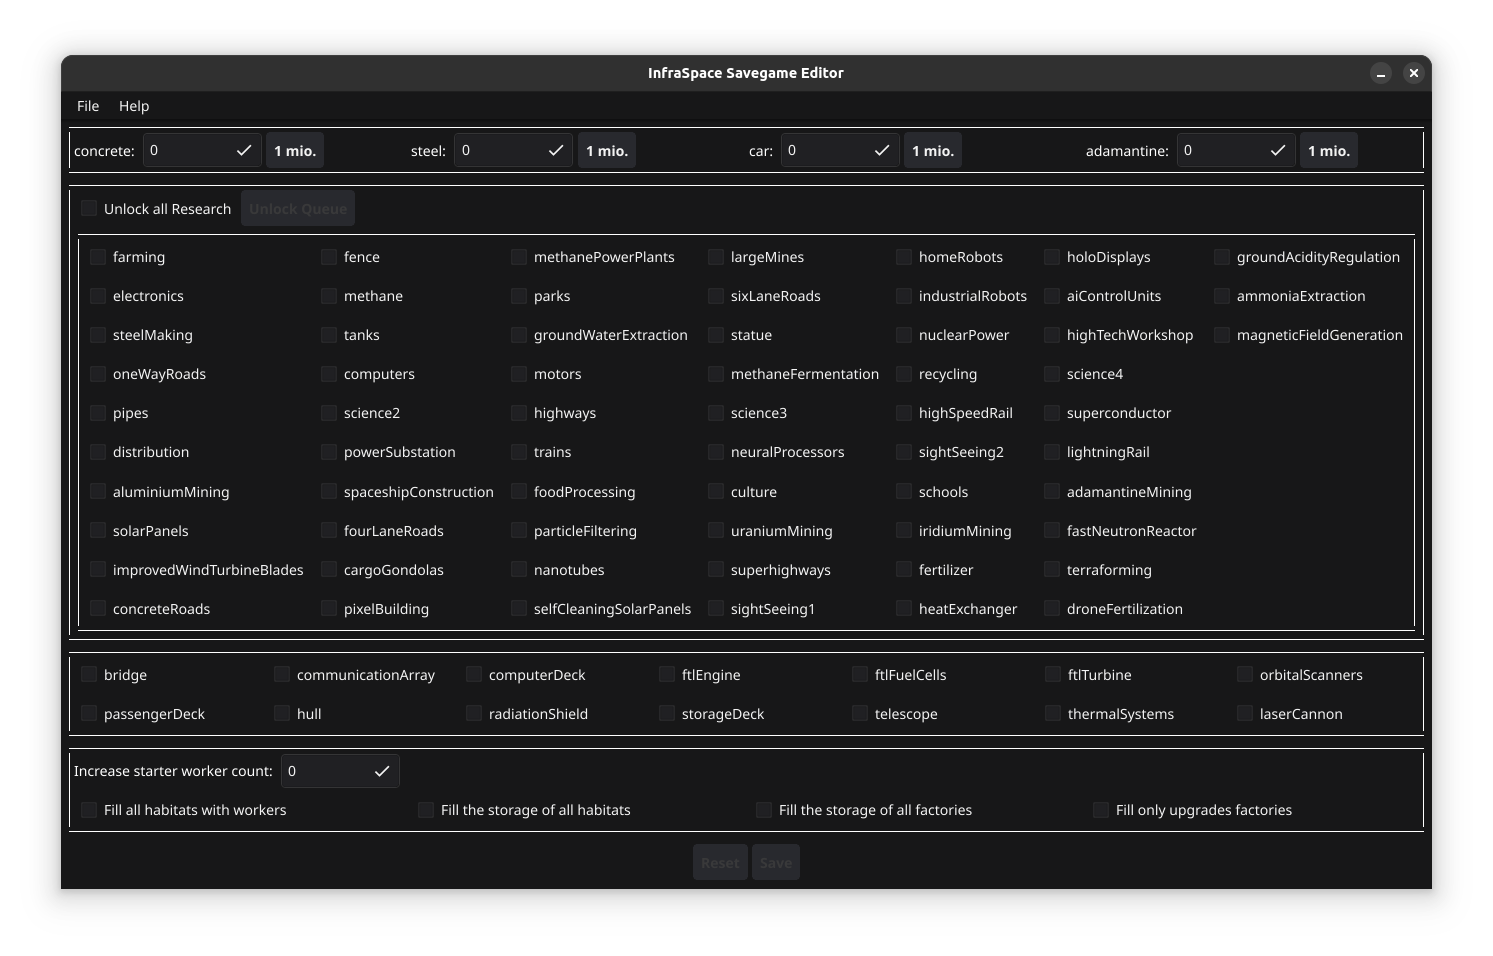 InfraSpace Savegame Editor
File Help
concrete: 0 1 mio. steel: 0 1 mio. car: 0 1 mio. adamantine: 0 1 mio.
Unlock all Research Unlock Queue
farming fence methanePowerPlants largeMines homeRobots holoDisplays groundAcidityRegulation
electronics methane parks sixLaneRoads industrialRobots aiControlUnits ammoniaExtraction
steelMaking tanks groundWaterExtraction statue nuclearPower highTechWorkshop magneticFieldGeneration
oneWayRoads computers motors methaneFermentation recycling science4
pipes science2 highways science3 highSpeedRail superconductor
distribution powerSubstation trains neuralProcessors sightSeeing2 lightningRail
aluminiumMining spaceshipConstruction foodProcessing culture schools adamantineMining
solarPanels fourLaneRoads particleFiltering uraniumMining iridiumMining fastNeutronReactor
improvedWindTurbineBlades cargoGondolas nanotubes superhighways fertilizer terraforming
concreteRoads pixelBuilding selfCleaningSolarPanels sightSeeing1 heatExchanger droneFertilization
bridge communicationArray computerDeck ftlEngine ftlFuelCells ftlTurbine orbitalScanners
passengerDeck hull radiationShield storageDeck telescope thermalSystems laserCannon
Increase starter worker count: 0
Fill all habitats with workers Fill the storage of all habitats Fill the storage of all factories Fill only upgrades factories
Reset Save